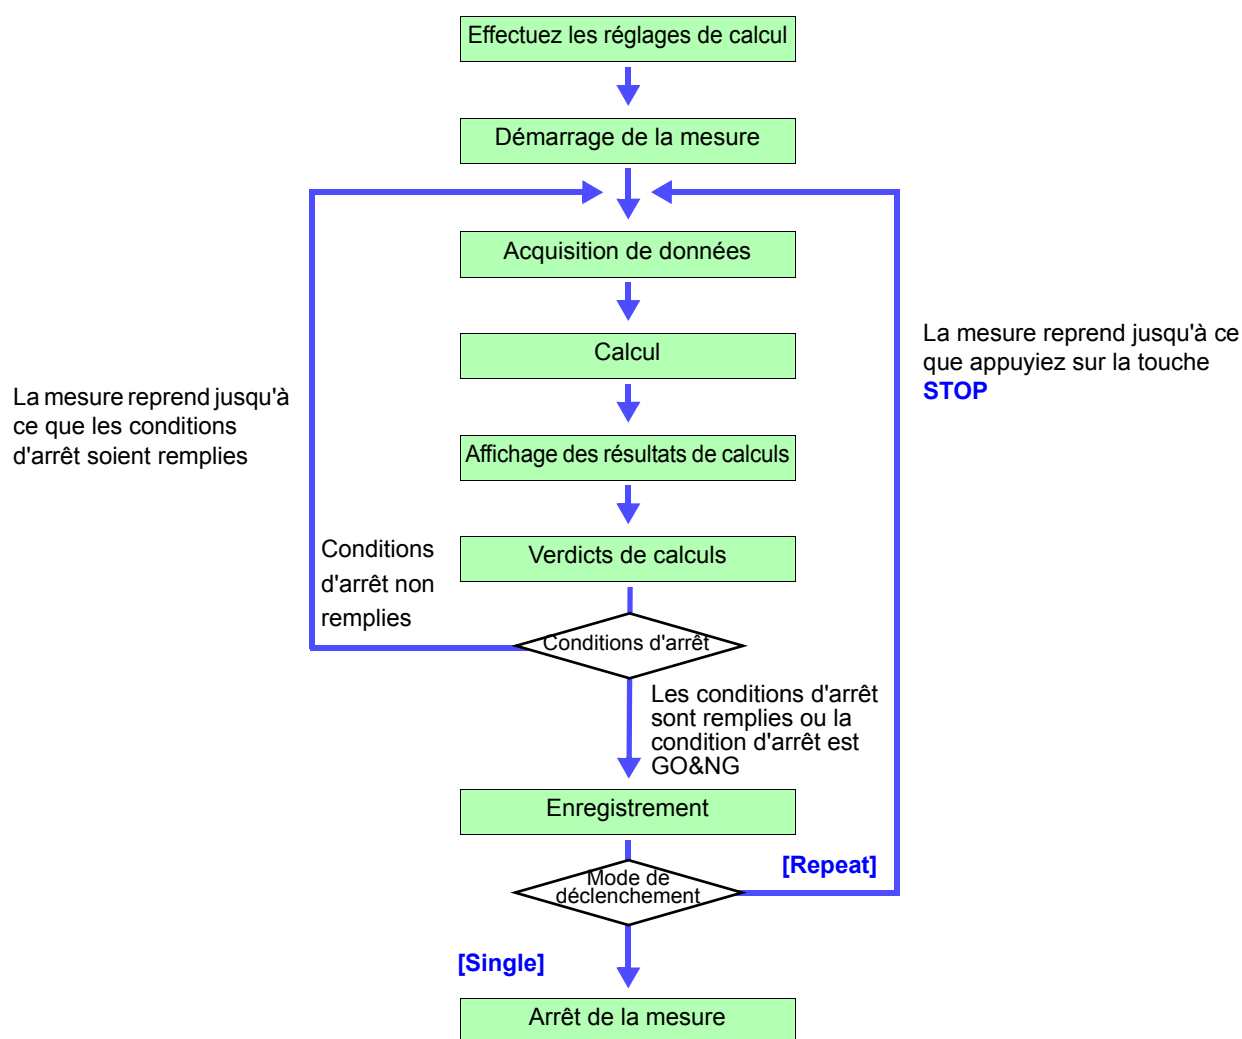 Effectuez les réglages de calcul
Démarrage de la mesure
Acquisition de données
Calcul
La mesure reprend jusqu'à ce
que appuyiez sur la touche
STOP
La mesure reprend jusqu'à
ce que les conditions
d'arrêt soient remplies
Affichage des résultats de calculs
Verdicts de calculs
Conditions
d'arrêt non
remplies
Conditions d'arrêt
Les conditions d'arrêt
sont remplies ou la
condition d'arrêt est
GO&NG
Enregistrement
Mode de
déclenchement
[Repeat]
[Single]
Arrêt de la mesure